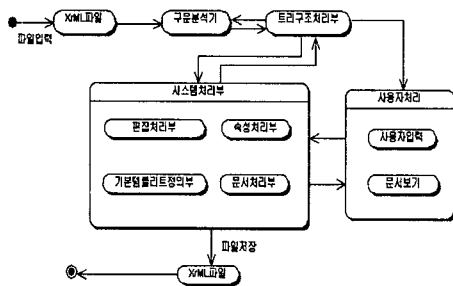 XrML파일
구문분석기
트리구조처리부
파일입력
시스템처리부
사용자처리
편집처리부
속성처리부
사용자입력
기본템플리트정의부
문서처리부
문서보기
파일저장
XrML파일